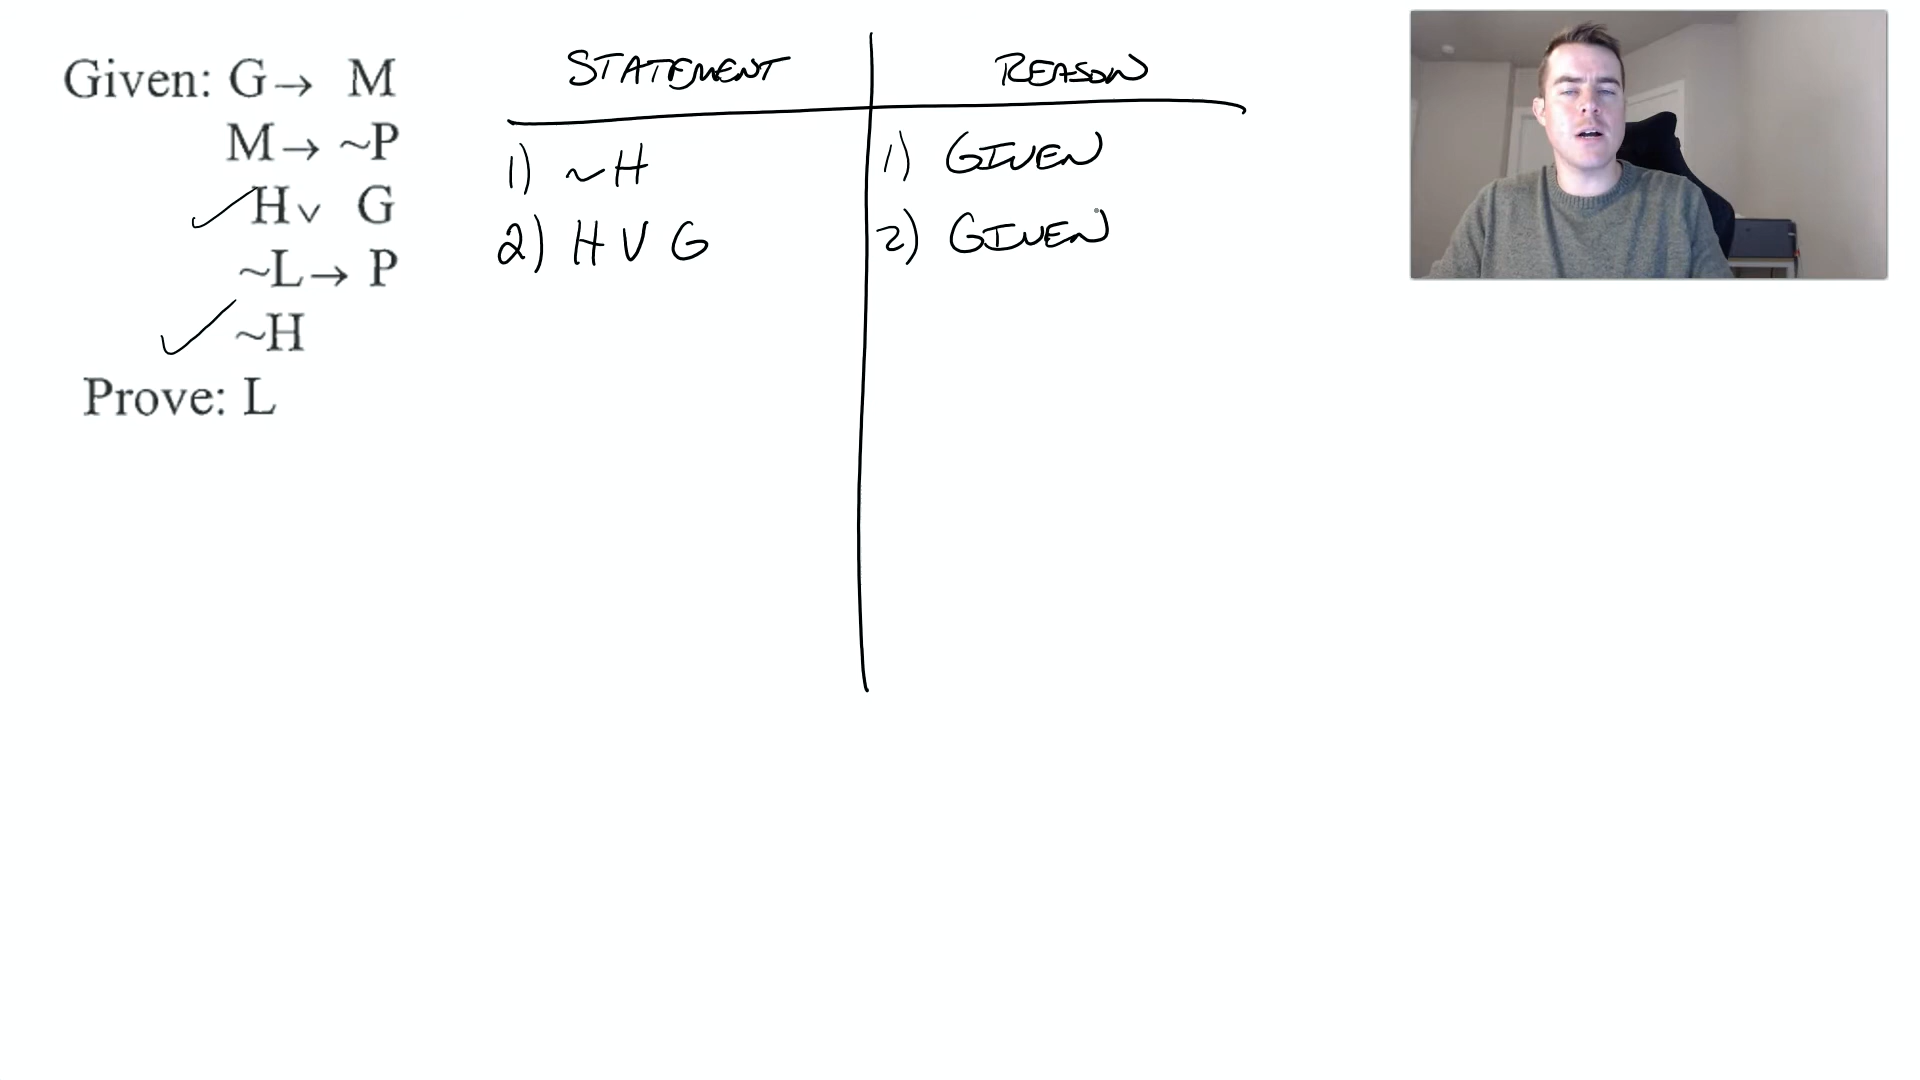 Given: G→ M
M→ ~P
H∨ G
~L→ P
~H
Prove: L
STATEMENT
REASON
1) ~H
1) GIVEN
2) H V G
2) GIVEN